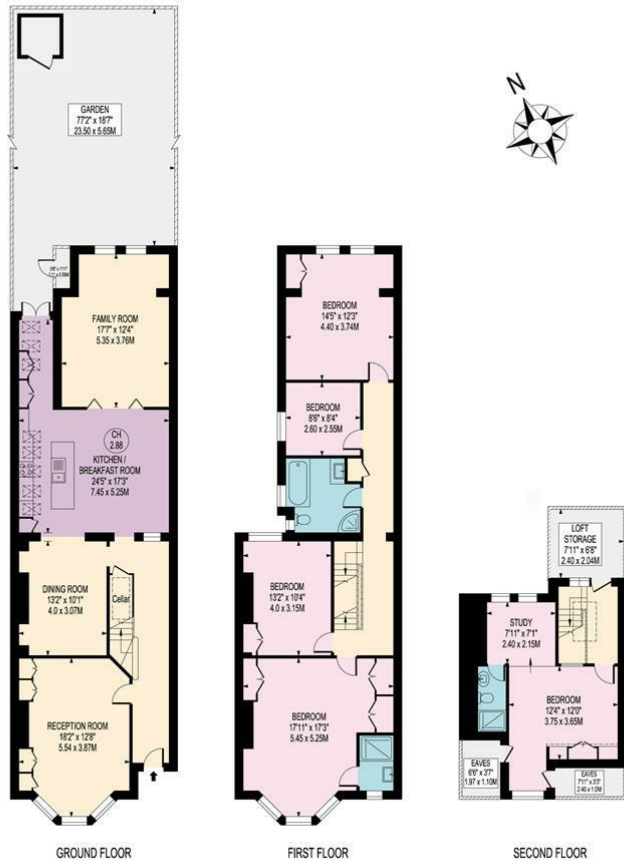 N
GARDEN
77'2" x 18'7"
23.50 x 5.65M
FAMILY ROOM
17'7" x 12'4"
5.35 x 3.76M
CH
2.88
KITCHEN /
BREAKFAST ROOM
24'5" x 17'3"
7.45 x 5.25M
DINING ROOM
13'2" x 10'1"
4.0 x 3.07M
Cellar
RECEPTION ROOM
18'2" x 12'8"
5.54 x 3.87M
GROUND FLOOR
BEDROOM
14'5" x 12'3"
4.40 x 3.74M
BEDROOM
8'6" x 8'4"
2.60 x 2.55M
BEDROOM
13'2" x 10'4"
4.0 x 3.15M
BEDROOM
17'11" x 17'3"
5.45 x 5.25M
FIRST FLOOR
LOFT
STORAGE
7'11" x 6'8"
2.40 x 2.04M
STUDY
7'11" x 7'1"
2.40 x 2.15M
BEDROOM
12'4" x 12'0"
3.75 x 3.65M
EAVES
6'6" x 3'7"
1.97 x 1.10M
EAVES
7'11" x 3'3"
2.40 x 1.0M
SECOND FLOOR